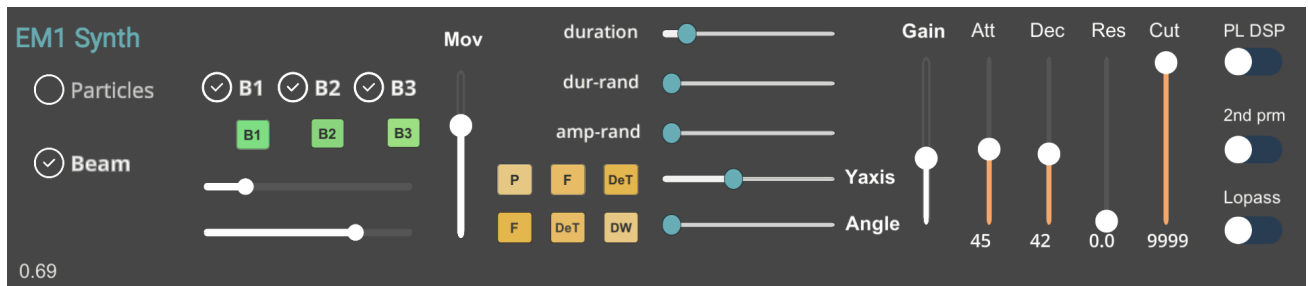 EM1 Synth
Particles
Beam
0.69
B1 B2 B3
B1 B2 B3
Mov
duration
dur-rand
amp-rand
P F DeT
Yaxis
F DeT DW
Angle
Gain Att Dec Res Cut
45 42 0.0 9999
PL DSP
2nd prm
Lopass